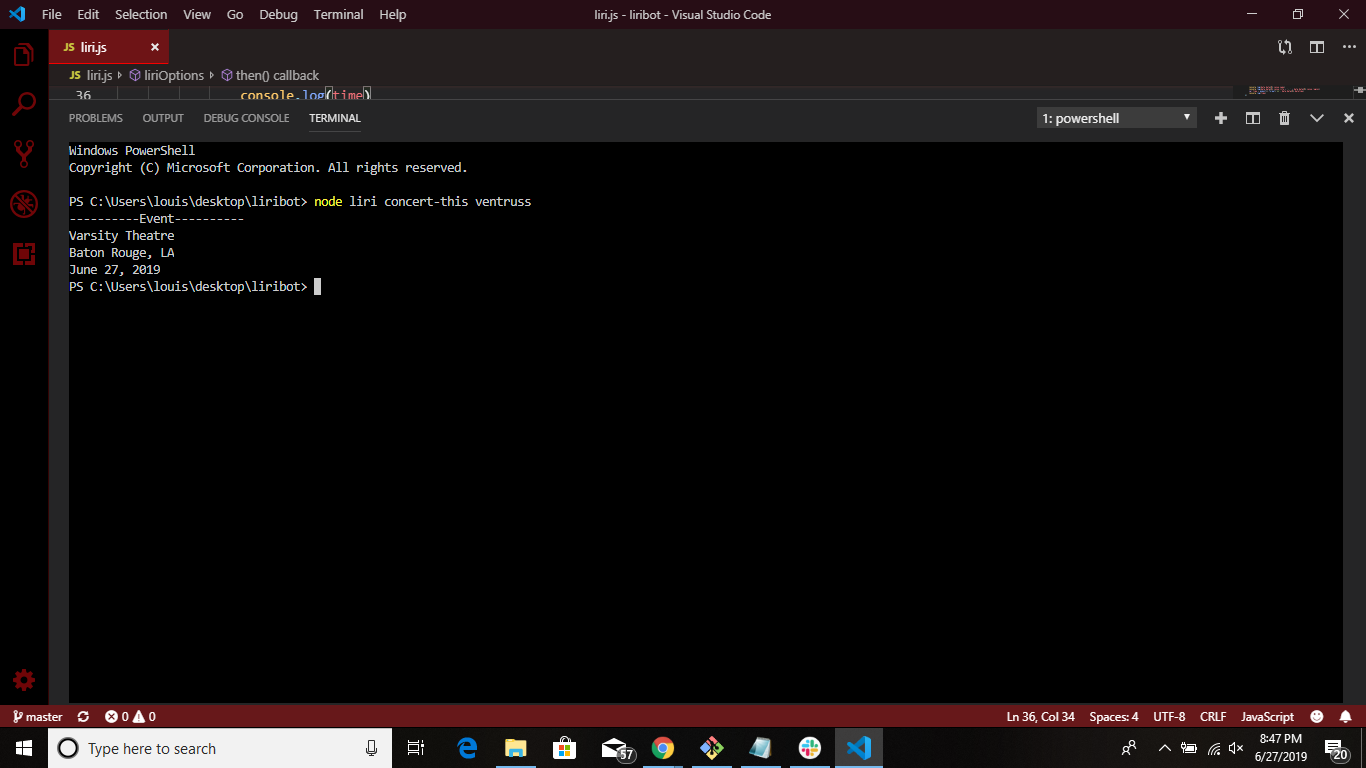 File Edit Selection View Go Debug Terminal Help liri.js - liribot - Visual Studio Code
JS liri.js
JS liri.js liriOptions then() callback
36 console.log(time)
PROBLEMS OUTPUT DEBUG CONSOLE TERMINAL 1: powershell
Windows PowerShell
Copyright (C) Microsoft Corporation. All rights reserved.
PS C:\Users\louis\desktop\liribot> node liri concert-this ventruss
----------Event----------
Varsity Theatre
Baton Rouge, LA
June 27, 2019
PS C:\Users\louis\desktop\liribot>
master 0 0 Ln 36, Col 34 Spaces: 4 UTF-8 CRLF JavaScript
Type here to search 57 8:47 PM
6/27/2019 20